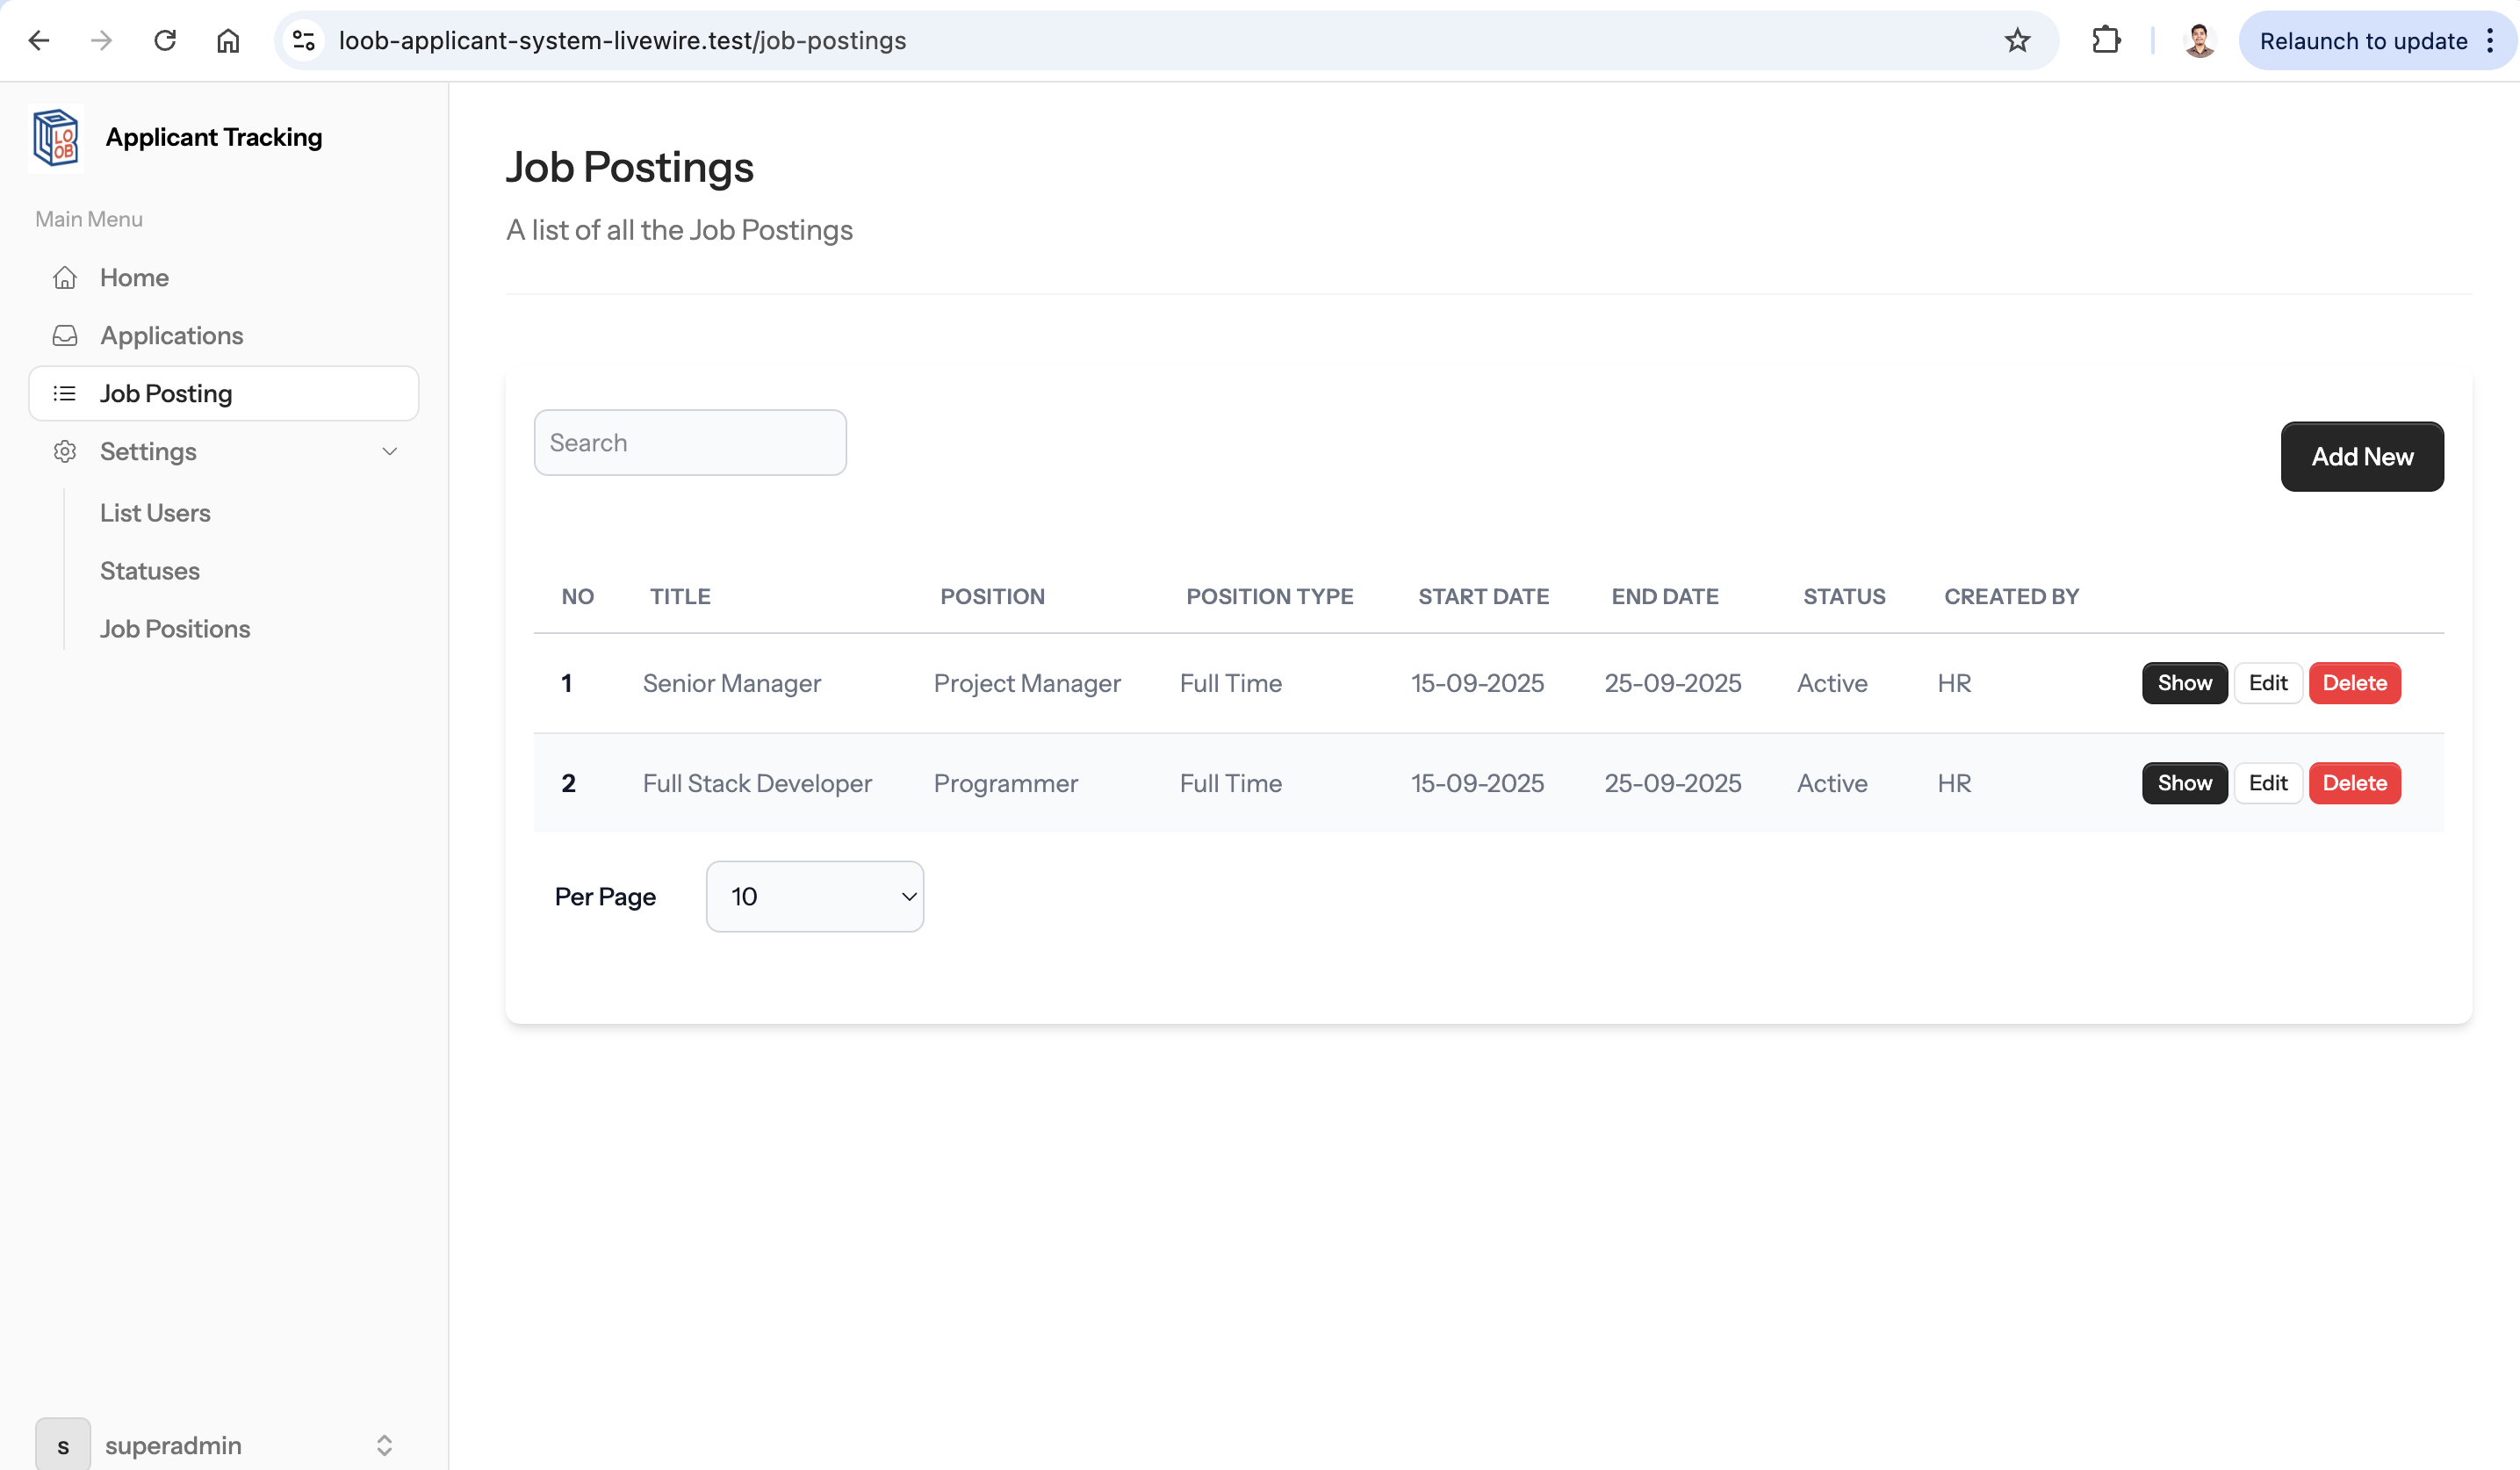 loob-applicant-system-livewire.test/job-postings
Relaunch to update
LO
OB
Applicant Tracking
Main Menu
Home
Applications
Job Posting
Settings
List Users
Statuses
Job Positions
s superadmin
Job Postings
A list of all the Job Postings
Search
Add New
NO TITLE POSITION POSITION TYPE START DATE END DATE STATUS CREATED BY
1 Senior Manager Project Manager Full Time 15-09-2025 25-09-2025 Active HR Show Edit Delete
2 Full Stack Developer Programmer Full Time 15-09-2025 25-09-2025 Active HR Show Edit Delete
Per Page 10